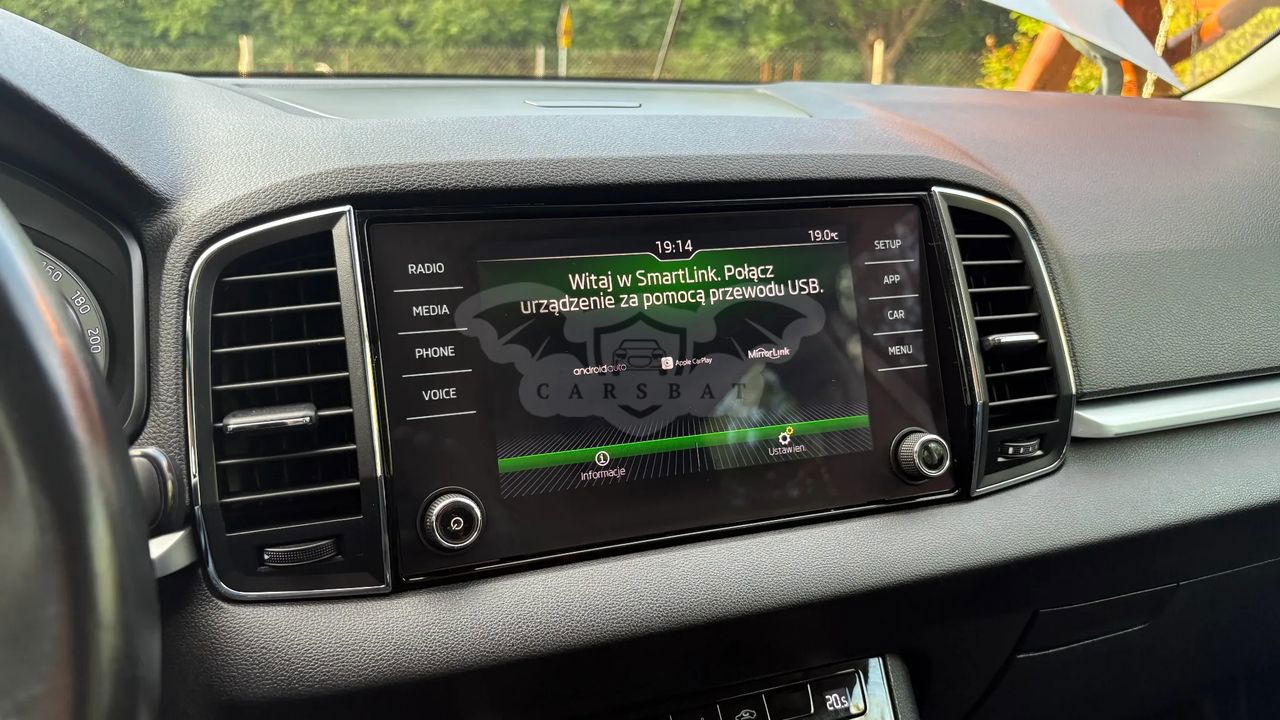 160
180
200
RADIO
MEDIA
PHONE
VOICE
19:14
19.0°C
Witaj w SmartLink. Połącz
urządzenie za pomocą przewodu USB.
androidauto
Apple CarPlay
MirrorLink
CARSBAT
informacje
Ustawien.
SETUP
APP
CAR
MENU
20.5